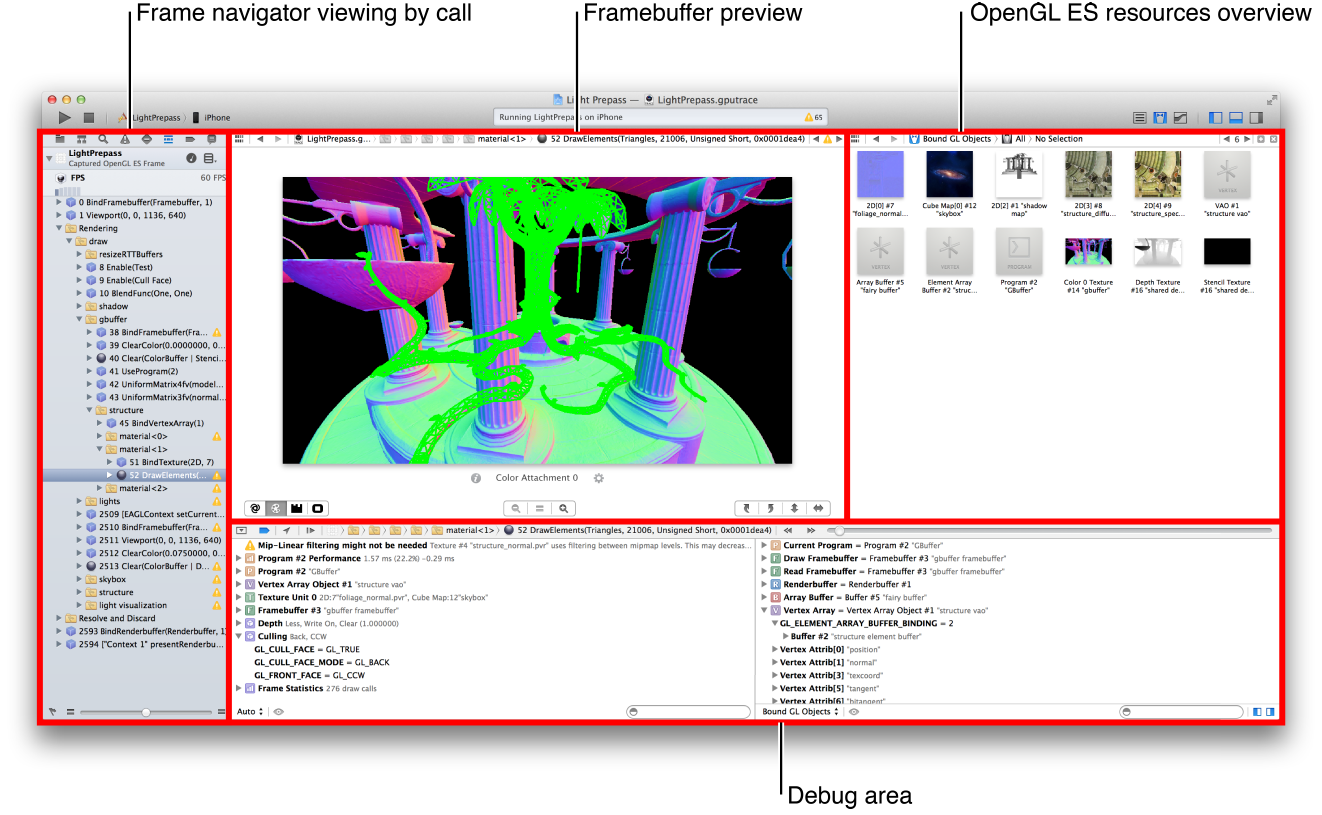 Frame navigator viewing by call
Framebuffer preview
OpenGL ES resources overview
Light Prepass — LightPrepass.gputrace
LightPrepass iPhone
Running LightPrepass on iPhone
65
LightPrepass
Captured OpenGL ES Frame
FPS 60 FPS
0 BindFramebuffer(Framebuffer, 1)
1 Viewport(0, 0, 1136, 640)
Rendering
draw
resizeRTTBuffers
8 Enable(Test)
9 Enable(Cull Face)
10 BlendFunc(One, One)
shadow
gbuffer
38 BindFramebuffer(Fra...
39 ClearColor(0.0000000, 0...
40 Clear(ColorBuffer | Stenci...
41 UseProgram(2)
42 UniformMatrix4fv(model...
43 UniformMatrix3fv(normal...
structure
45 BindVertexArray(1)
material<0>
material<1>
51 BindTexture(2D, 7)
52 DrawElements(...
material<2>
lights
2509 [EAGLContext setCurrent...
2510 BindFramebuffer(Fra...
2511 Viewport(0, 0, 1136, 640)
2512 ClearColor(0.0750000, 0...
2513 Clear(ColorBuffer | D...
skybox
structure
light visualization
Resolve and Discard
2593 BindRenderbuffer(Renderbuffer, 1)
2594 ["Context 1" presentRenderbu...
LightPrepass.g... material<1> 52 DrawElements(Triangles, 21006, Unsigned Short, 0x0001dea4)
Color Attachment 0
Bound GL Objects All No Selection
6
2D[0] #7
"foliage_normal...
Cube Map[0] #12
"skybox"
2D[2] #1 "shadow
map"
2D[3] #8
"structure_diffu...
2D[4] #9
"structure_spec...
VERTEX
VAO #1
"structure vao"
VERTEX
Array Buffer #5
"fairy buffer"
VERTEX
Element Array
Buffer #2 "struc...
PROGRAM
Program #2
"GBuffer"
Color 0 Texture
#14 "gbuffer"
Depth Texture
#16 "shared de...
Stencil Texture
#16 "shared de...
material<1> 52 DrawElements(Triangles, 21006, Unsigned Short, 0x0001dea4)
Mip-Linear filtering might not be needed Texture #4 "structure_normal.pvr" uses filtering between mipmap levels. This may decreas...
Program #2 Performance 1.57 ms (22.2%) -0.29 ms
Program #2 "GBuffer"
Vertex Array Object #1 "structure vao"
Texture Unit 0 2D:7"foliage_normal.pvr", Cube Map:12"skybox"
Framebuffer #3 "gbuffer framebuffer"
Depth Less, Write On, Clear (1.000000)
Culling Back, CCW
GL_CULL_FACE = GL_TRUE
GL_CULL_FACE_MODE = GL_BACK
GL_FRONT_FACE = GL_CCW
Frame Statistics 276 draw calls
Auto
P Current Program = Program #2 "GBuffer"
F Draw Framebuffer = Framebuffer #3 "gbuffer framebuffer"
F Read Framebuffer = Framebuffer #3 "gbuffer framebuffer"
R Renderbuffer = Renderbuffer #1
B Array Buffer = Buffer #5 "fairy buffer"
V Vertex Array = Vertex Array Object #1 "structure vao"
GL_ELEMENT_ARRAY_BUFFER_BINDING = 2
Buffer #2 "structure element buffer"
Vertex Attrib[0] "position"
Vertex Attrib[1] "normal"
Vertex Attrib[3] "texcoord"
Vertex Attrib[5] "tangent"
Vertex Attrib[6] "bitangent"
Bound GL Objects
Debug area